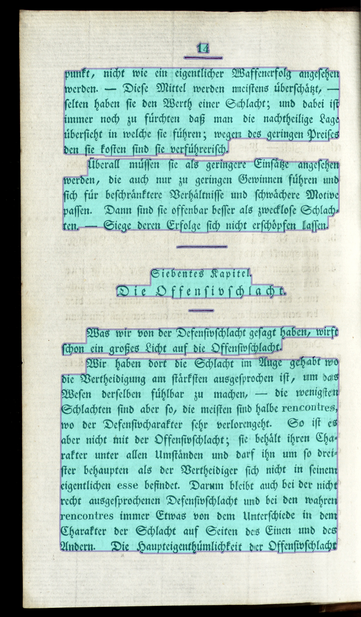 punkt, nicht wie ein eigentlicher Waffenerfolg angesehen
werden. — Diese Mittel werden meistens überschätzt, —
selten haben sie den Werth einer Schlacht; und dabei ist
immer noch zu fürchten daß man die nachtheilige Lage
übersieht in welche sie führen; wegen des geringen Preises
den sie kosten sind sie verführerisch.
Überall müssen sie als geringere Einsätze angesehen
werden, die auch nur zu geringen Gewinnen führen und
sich für beschränktere Verhältnisse und schwächere Motive
passen. Dann sind sie offenbar besser als zwecklose Schlach-
ten. — Siege deren Erfolge sich nicht erschöpfen lassen.
Siebentes Kapitel.
Die Offensivschlacht.
Was wir von der Defensivschlacht gesagt haben, wirft
schon ein großes Licht auf die Offensivschlacht.
Wir haben dort die Schlacht im Auge gehabt wo
die Vertheidigung am stärksten ausgesprochen ist, um das
Wesen derselben fühlbar zu machen, — die wenigsten
Schlachten sind aber so, die meisten sind halbe rencontres,
wo der Defensivcharakter sehr verlorengeht. So ist es
aber nicht mit der Offensivschlacht; sie behält ihren Cha-
rakter unter allen Umständen und darf ihn um so drei-
ster behaupten als der Vertheidiger sich nicht in seinem
eigentlichen esse befindet. Darum bleibt auch bei der nicht
recht ausgesprochenen Defensivschlacht und bei den wahren
rencontres immer Etwas von dem Unterschiede in dem
Charakter der Schlacht auf Seiten des Einen und des
Andern. Die Haupteigenthümlichkeit der Offensivschlacht